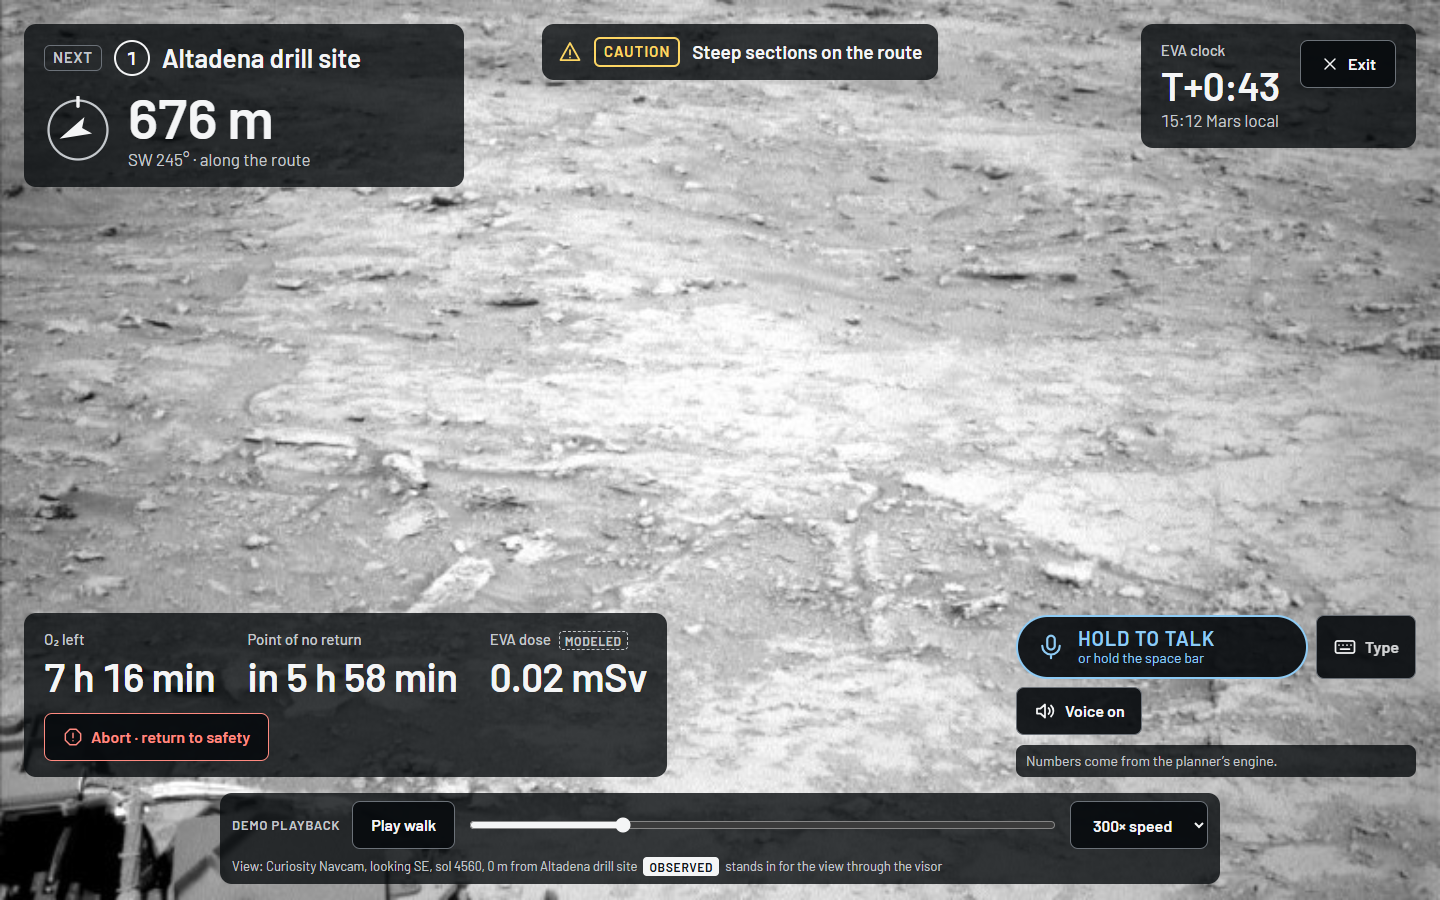 NEXT 1 Altadena drill site
676 m
SW 245° · along the route
CAUTION Steep sections on the route
EVA clock
T+0:43
15:12 Mars local
Exit
O₂ left
7 h 16 min
Point of no return
in 5 h 58 min
EVA dose MODELED
0.02 mSv
Abort · return to safety
HOLD TO TALK
or hold the space bar
Type
Voice on
Numbers come from the planner's engine.
DEMO PLAYBACK Play walk 300× speed
View: Curiosity Navcam, looking SE, sol 4560, 0 m from Altadena drill site OBSERVED stands in for the view through the visor